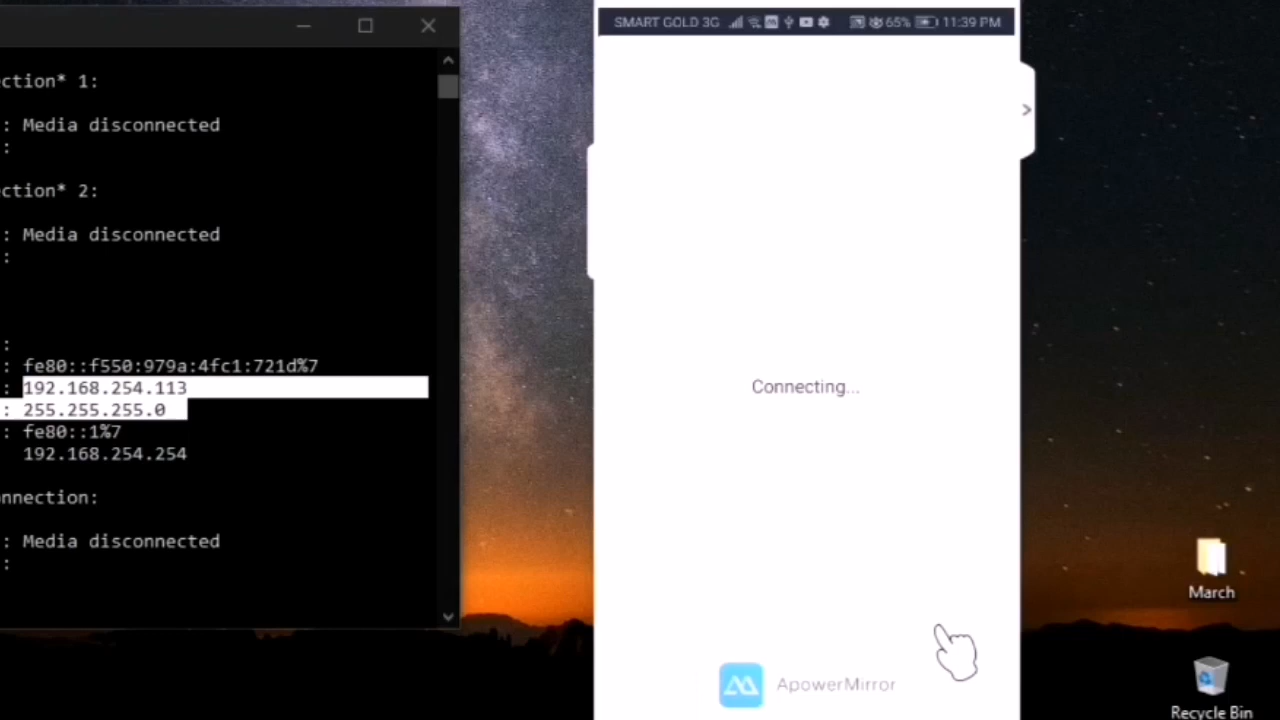 ction* 1:
: Media disconnected
:
ction* 2:
: Media disconnected
:
:
: fe80::f550:979a:4fc1:721d%7
: 192.168.254.113
: 255.255.255.0
: fe80::1%7
192.168.254.254
nnection:
: Media disconnected
:
SMART GOLD 3G 65% 11:39 PM
Connecting...
ApowerMirror
March
Recycle Bin